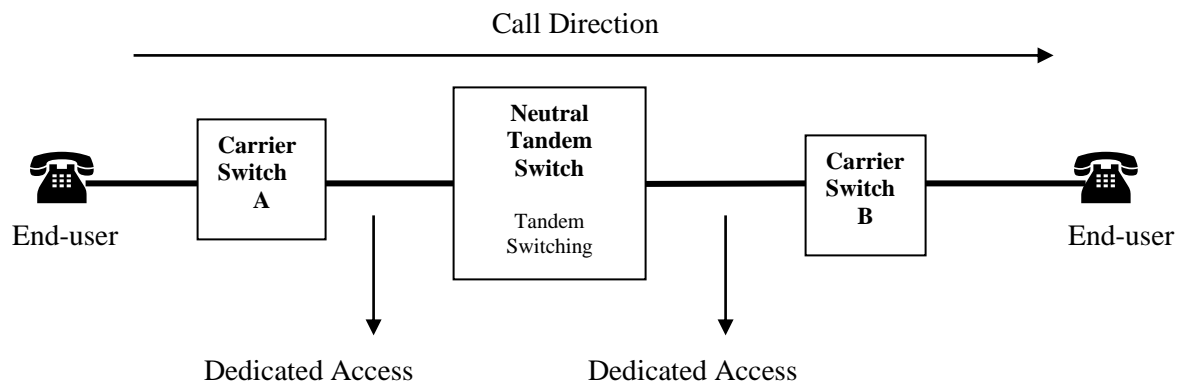 Call Direction
Carrier
Switch
A
Neutral
Tandem
Switch
Tandem
Switching
Carrier
Switch
B
End-user
End-user
Dedicated Access
Dedicated Access